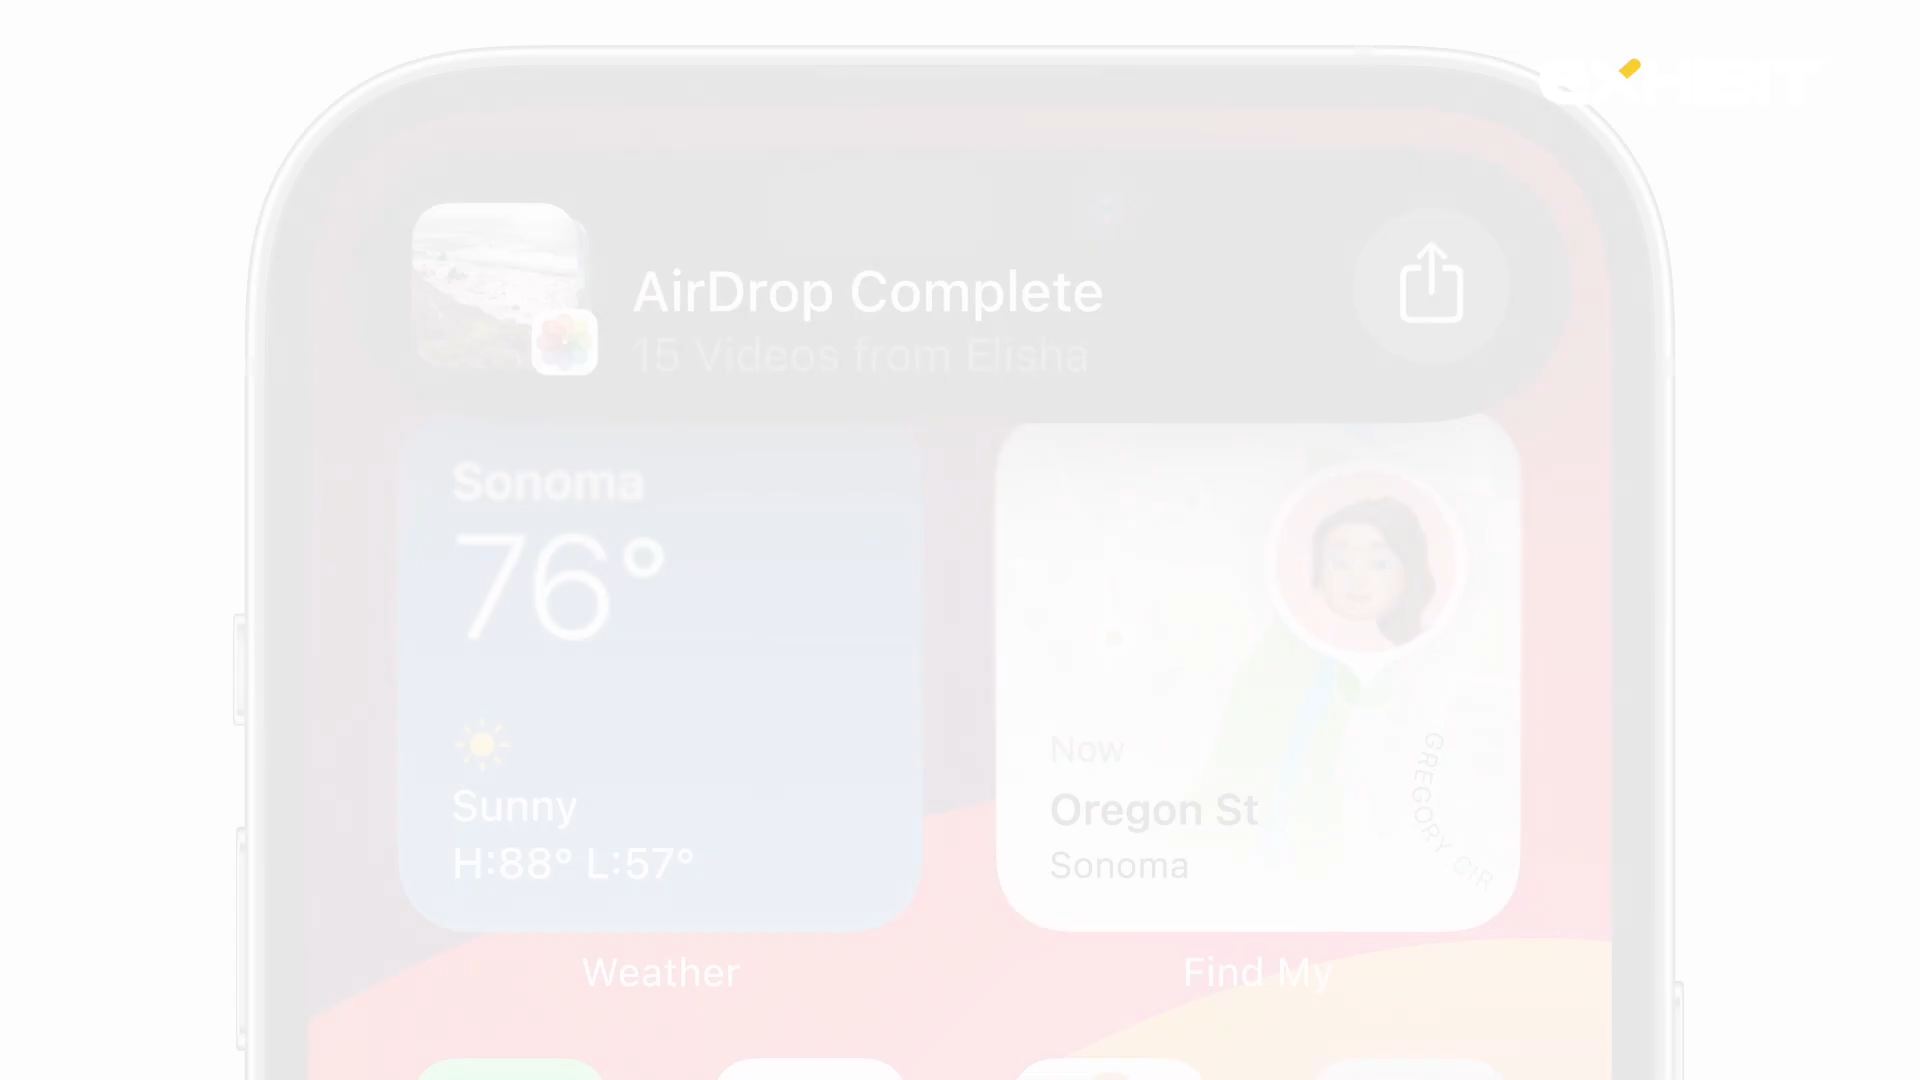 EXHIBIT
AirDrop Complete
15 Videos from Elisha
Sonoma
76°
Sunny
H:88° L:57°
Weather
Now
Oregon St
Sonoma
GREGORY CIR
Find My